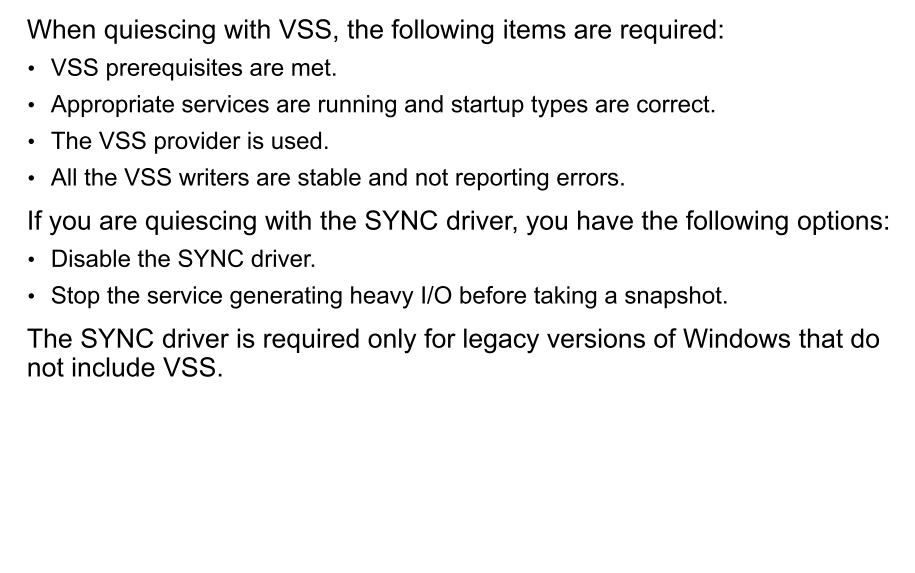 When quiescing with VSS, the following items are required:
• VSS prerequisites are met.
• Appropriate services are running and startup types are correct.
• The VSS provider is used.
• All the VSS writers are stable and not reporting errors.
If you are quiescing with the SYNC driver, you have the following options:
• Disable the SYNC driver.
• Stop the service generating heavy I/O before taking a snapshot.
The SYNC driver is required only for legacy versions of Windows that do
not include VSS.